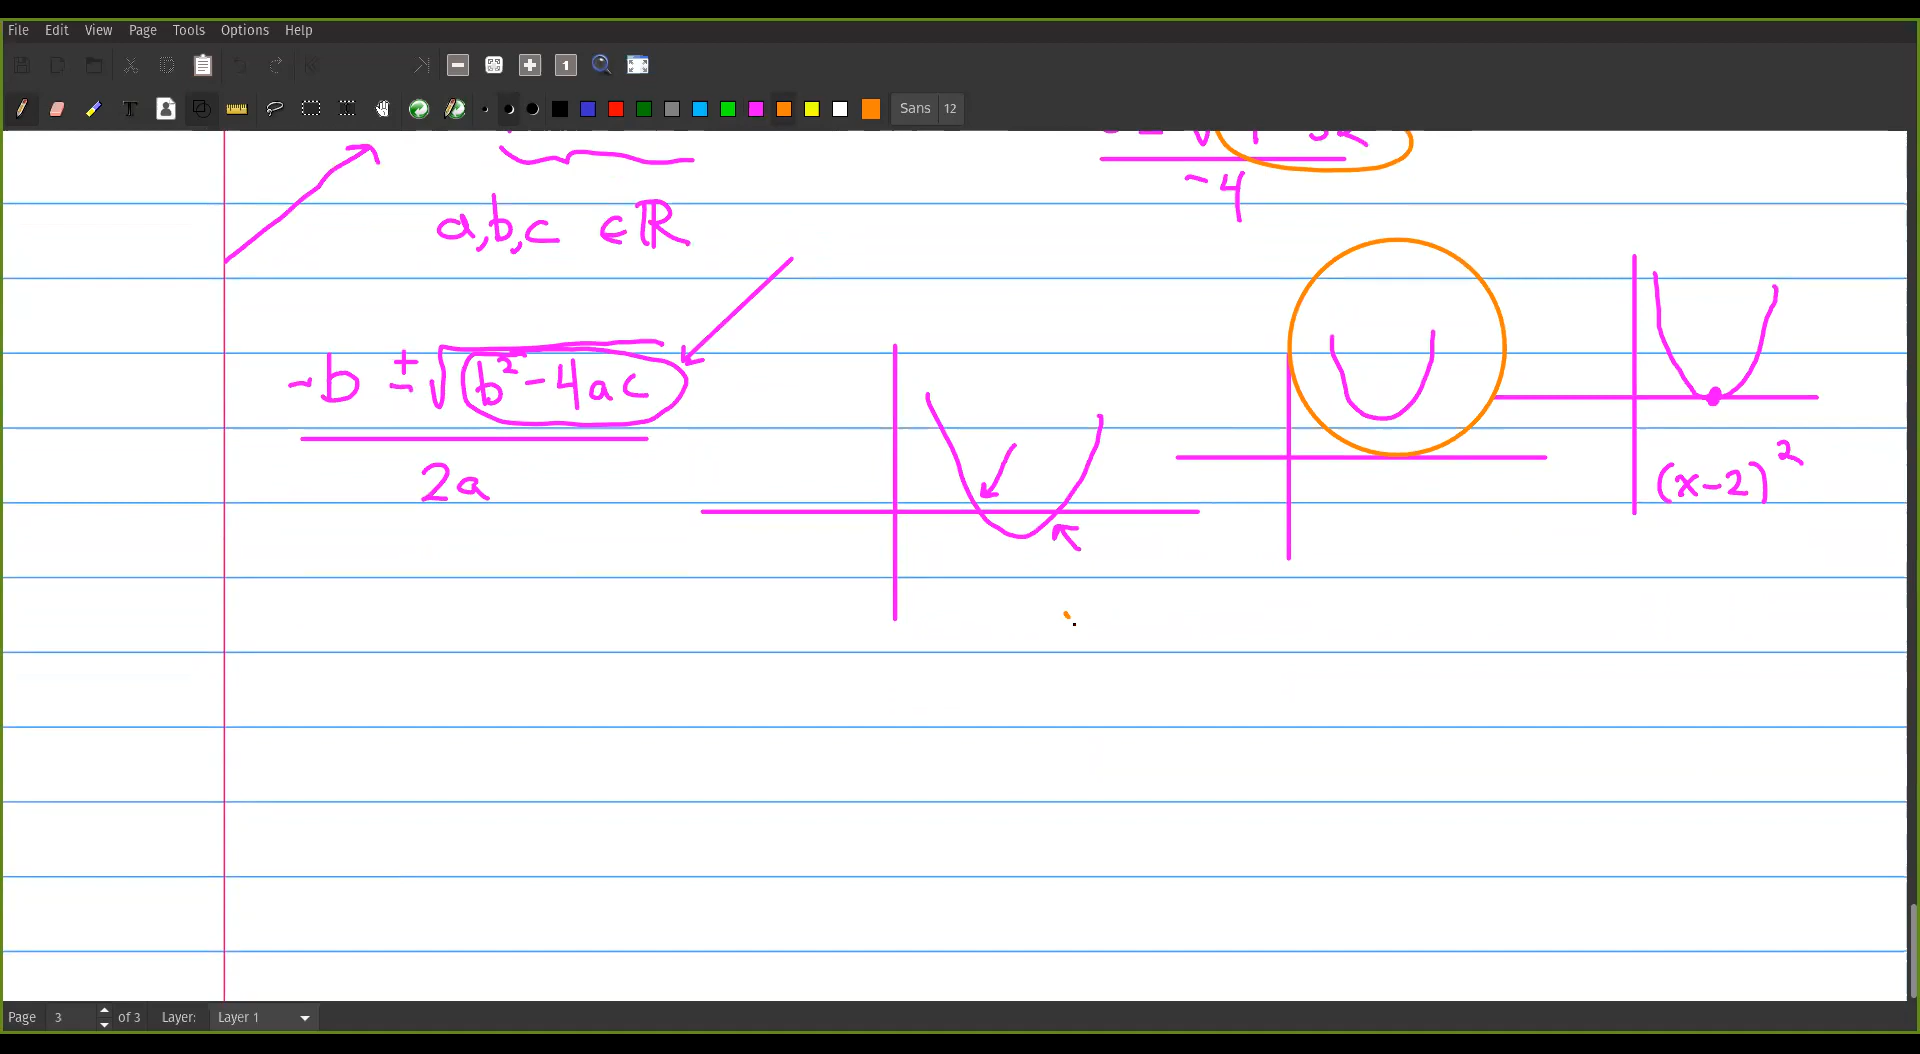 File Edit View Page Tools Options Help
Sans 12
-4
a,b,c ∈ ℝ
-b ± √b²-4ac
2a
(x-2)²
Page 3 of 3 Layer: Layer 1